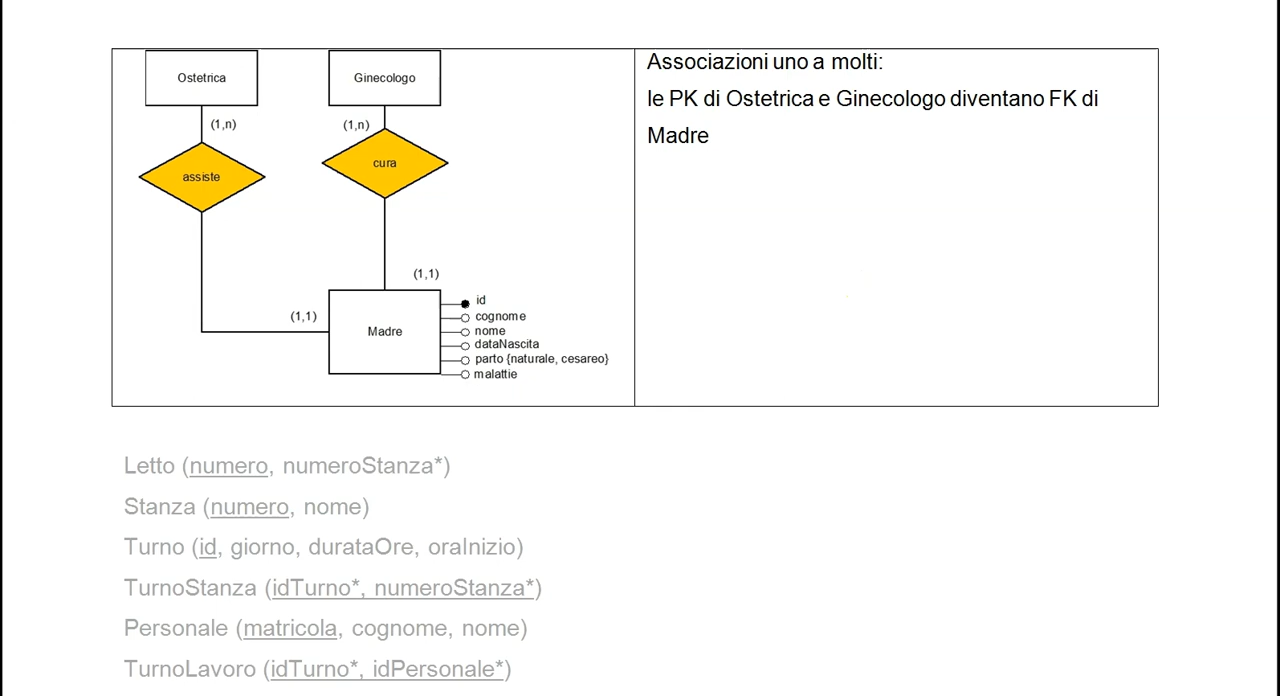 Ostetrica
Ginecologo
(1,n)
(1,n)
assiste
cura
(1,1)
(1,1)
Madre
id
cognome
nome
dataNascita
parto {naturale, cesareo}
malattie
Associazioni uno a molti:
le PK di Ostetrica e Ginecologo diventano FK di
Madre
Letto (numero, numeroStanza*)
Stanza (numero, nome)
Turno (id, giorno, durataOre, oraInizio)
TurnoStanza (idTurno*, numeroStanza*)
Personale (matricola, cognome, nome)
TurnoLavoro (idTurno*, idPersonale*)